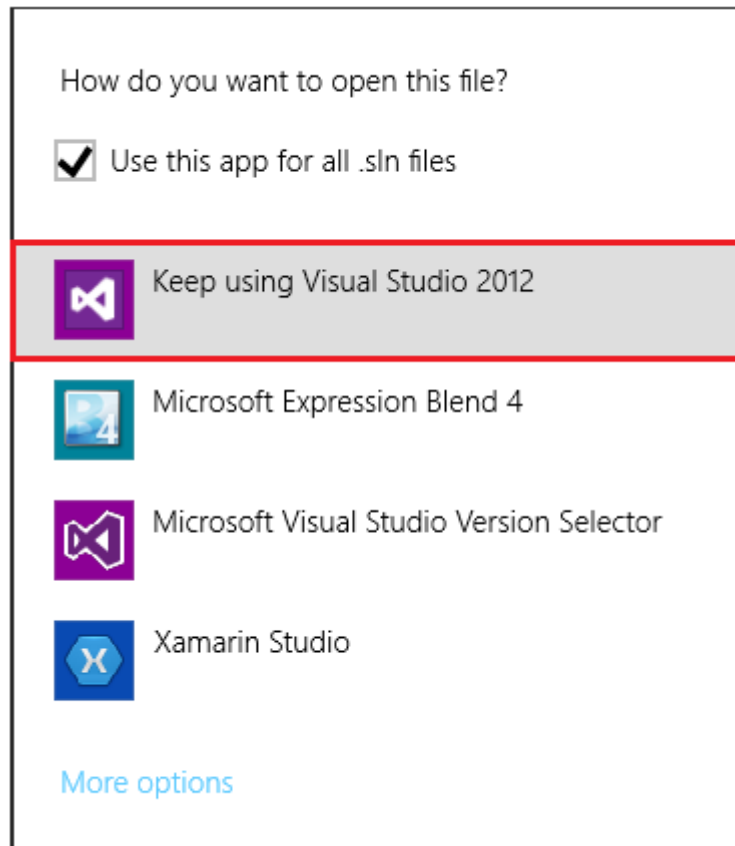 How do you want to open this file?
Use this app for all .sln files
Keep using Visual Studio 2012
4
Microsoft Expression Blend 4
Microsoft Visual Studio Version Selector
Xamarin Studio
More options